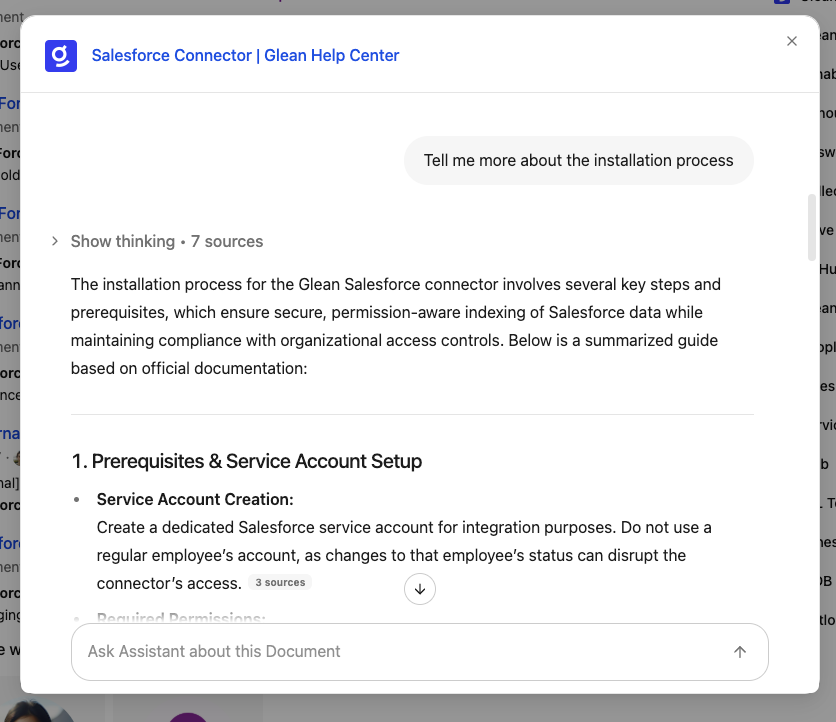 Salesforce Connector | Glean Help Center
Tell me more about the installation process
Show thinking • 7 sources
The installation process for the Glean Salesforce connector involves several key steps and
prerequisites, which ensure secure, permission-aware indexing of Salesforce data while
maintaining compliance with organizational access controls. Below is a summarized guide
based on official documentation:
1. Prerequisites & Service Account Setup
• Service Account Creation:
Create a dedicated Salesforce service account for integration purposes. Do not use a
regular employee’s account, as changes to that employee’s status can disrupt the
connector’s access. 3 sources
• Required Permissions:
Ask Assistant about this Document